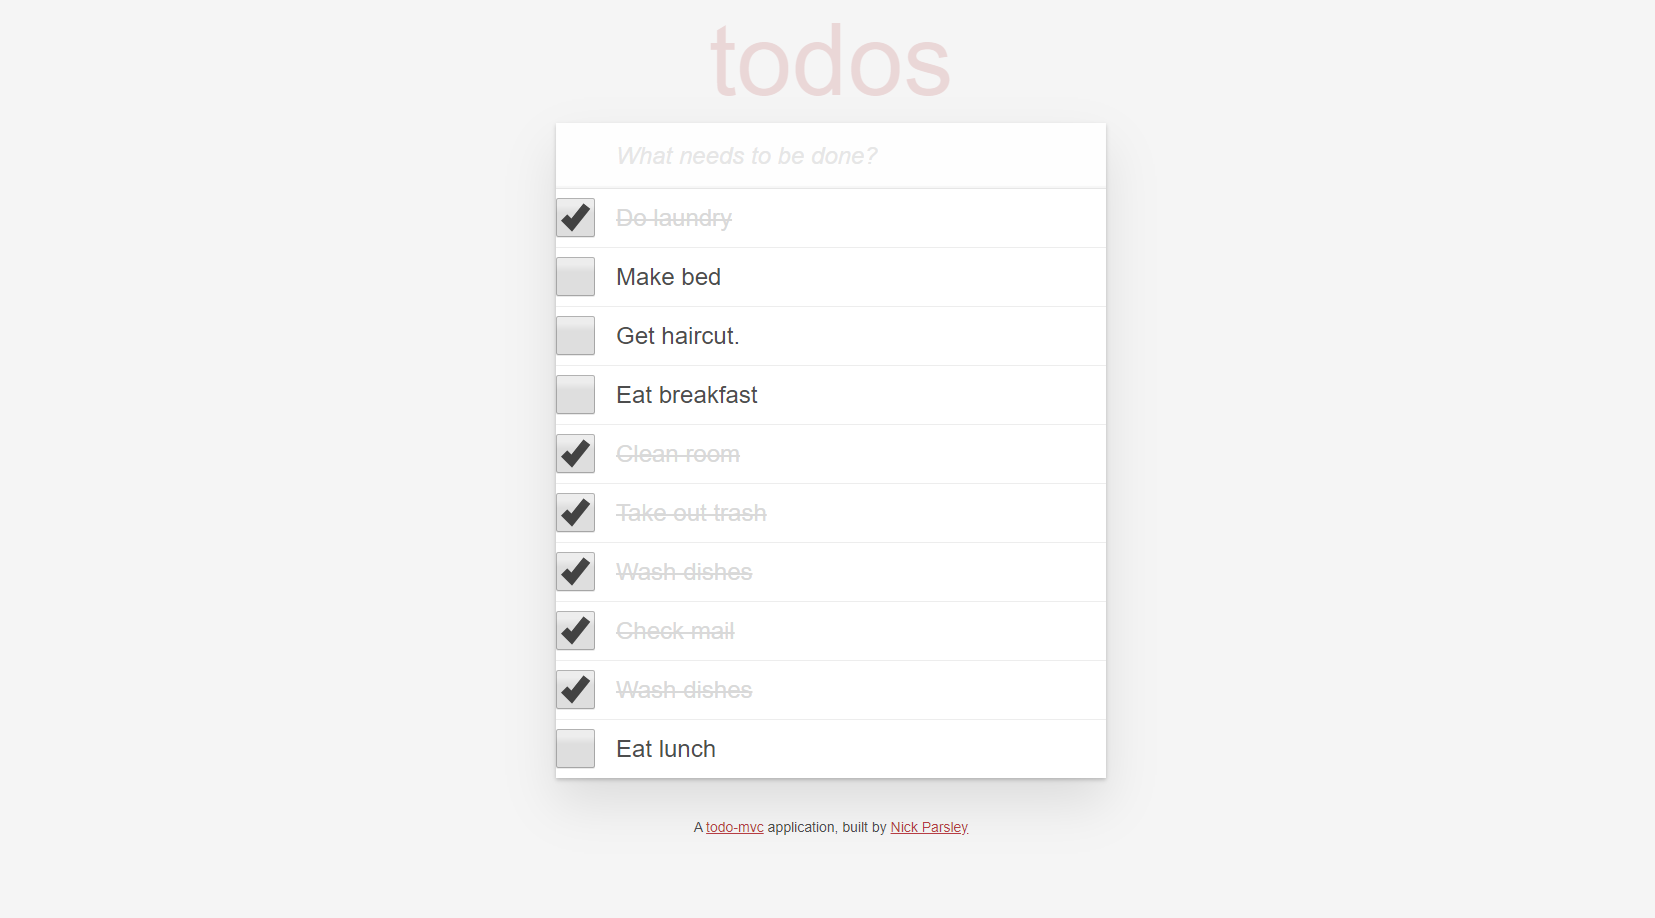 todos
What needs to be done?
Do laundry
Make bed
Get haircut.
Eat breakfast
Clean room
Take out trash
Wash dishes
Check mail
Wash dishes
Eat lunch
A todo-mvc application, built by Nick Parsley